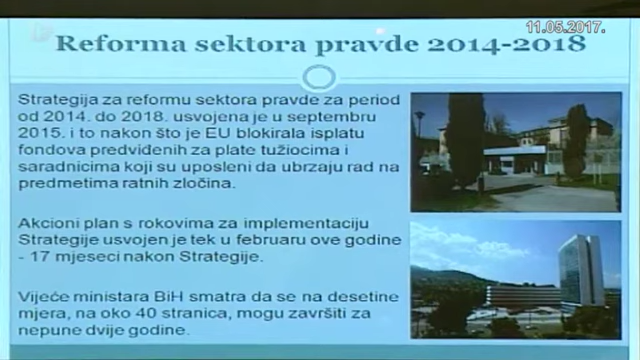 11.05.2017.
Reforma sektora pravde 2014-2018
Strategija za reformu sektora pravde za period
od 2014. do 2018. usvojena je u septembru
2015. i to nakon što je EU blokirala isplatu
fondova predviđenih za plate tužiocima i
saradnicima koji su uposleni da ubrzaju rad na
predmetima ratnih zločina.
Akcioni plan s rokovima za implementaciju
Strategije usvojen je tek u februaru ove godine
- 17 mjeseci nakon Strategije.
Vijeće ministara BiH smatra da se na desetine
mjera, na oko 40 stranica, mogu završiti za
nepune dvije godine.